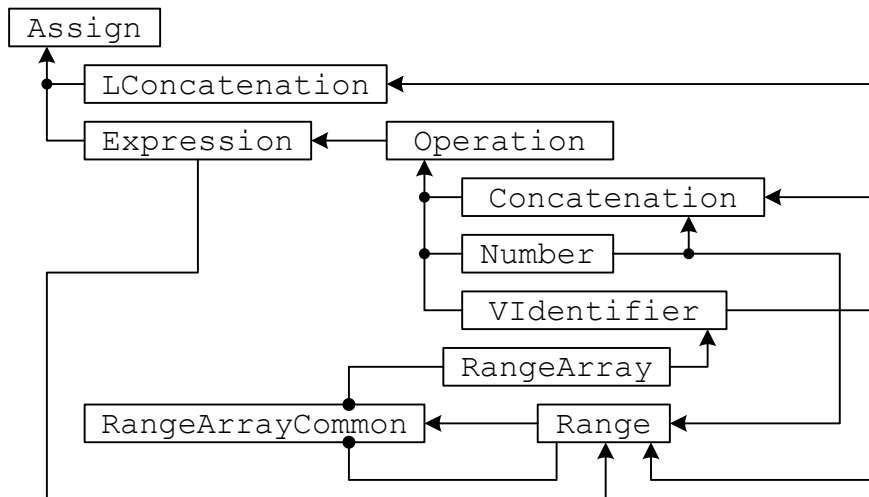 Assign
LConcatenation
Expression
Operation
Concatenation
Number
VIdentifier
RangeArray
RangeArrayCommon
Range